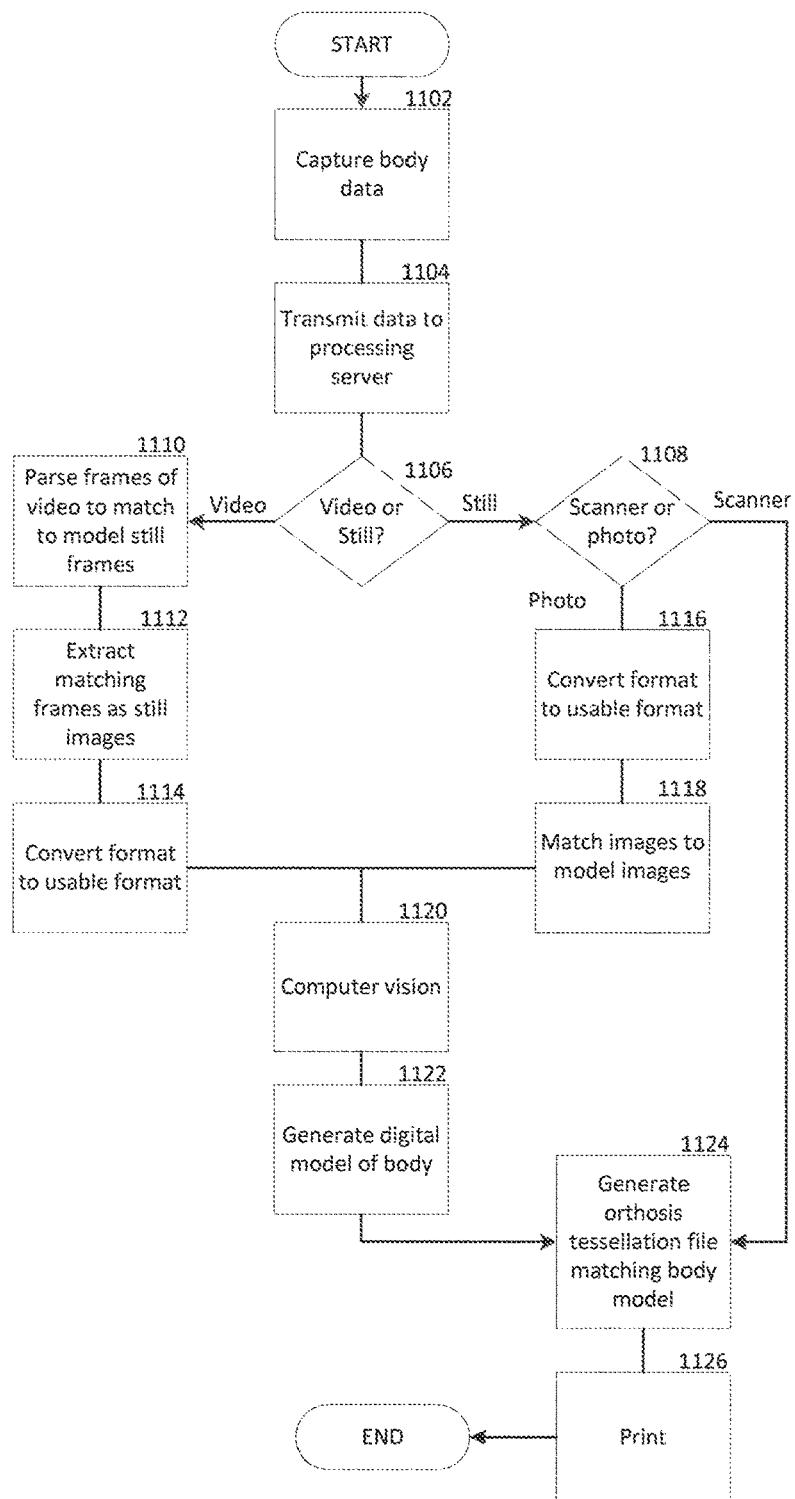 START
1102
Capture body
data
1104
Transmit data to
processing
server
1106
Video or
Still?
Video
Still
1108
Scanner or
photo?
Scanner
Photo
1110
Parse frames of
video to match
to model still
frames
1112
Extract
matching
frames as still
images
1114
Convert format
to usable format
1116
Convert format
to usable format
1118
Match images to
model images
1120
Computer vision
1122
Generate digital
model of body
1124
Generate
orthosis
tessellation file
matching body
model
1126
Print
END